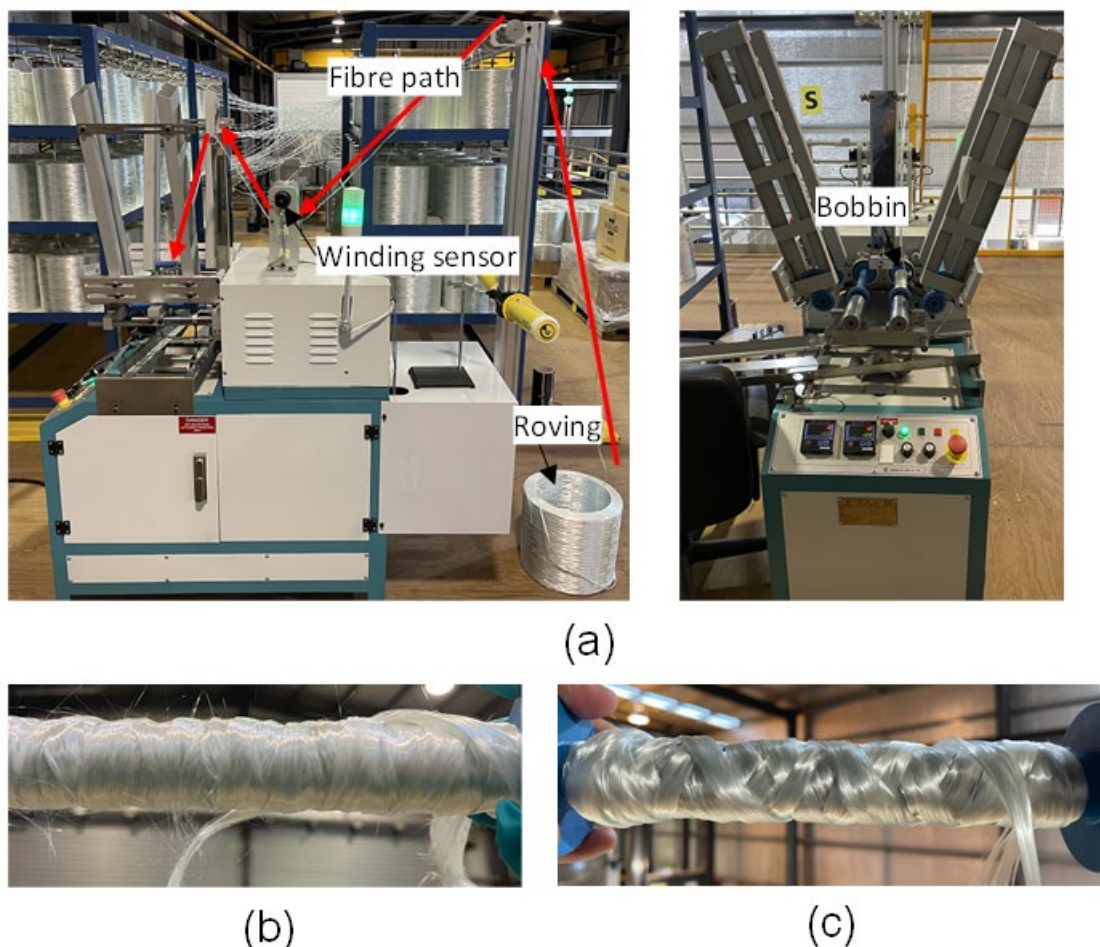 Fibre path
S
Bobbin
Winding sensor
DANGER
Roving
(a)
(b)
(c)